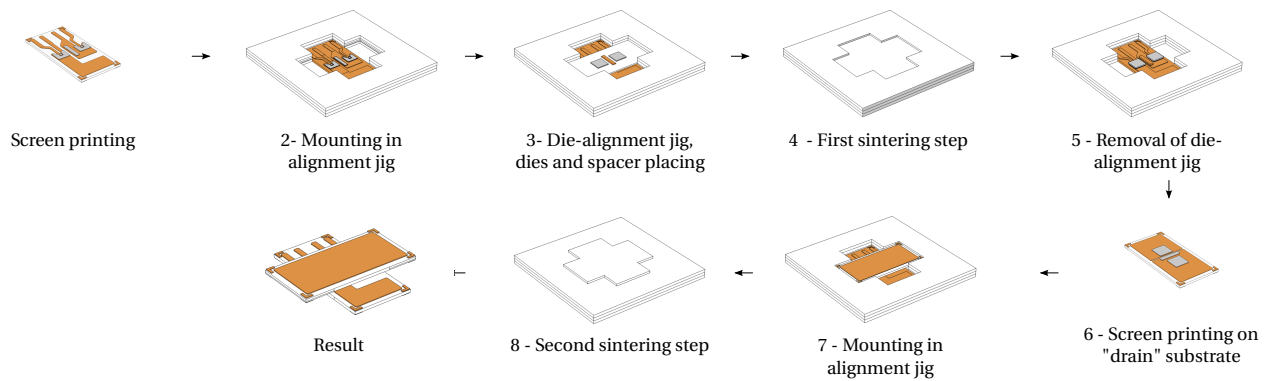 Screen printing
2- Mounting in
alignment jig
3- Die-alignment jig,
dies and spacer placing
4 - First sintering step
5 - Removal of die-
alignment jig
6 - Screen printing on
"drain" substrate
7 - Mounting in
alignment jig
8 - Second sintering step
Result